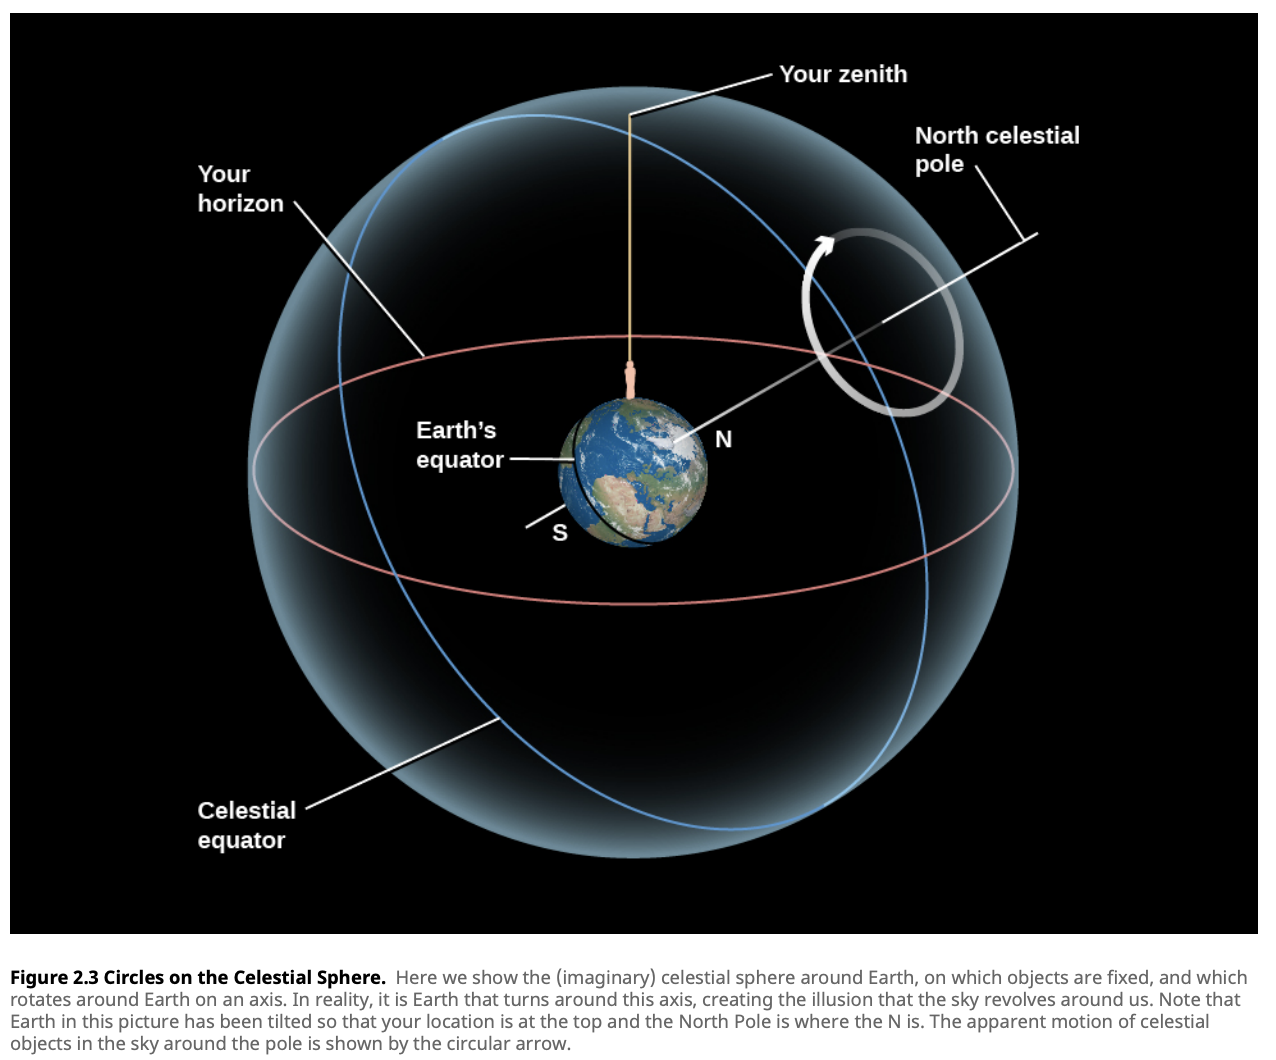 Your zenith
North celestial
pole
Your
horizon
Earth's
equator
N
S
Celestial
equator
Figure 2.3 Circles on the Celestial Sphere. Here we show the (imaginary) celestial sphere around Earth, on which objects are fixed, and which
rotates around Earth on an axis. In reality, it is Earth that turns around this axis, creating the illusion that the sky revolves around us. Note that
Earth in this picture has been tilted so that your location is at the top and the North Pole is where the N is. The apparent motion of celestial
objects in the sky around the pole is shown by the circular arrow.